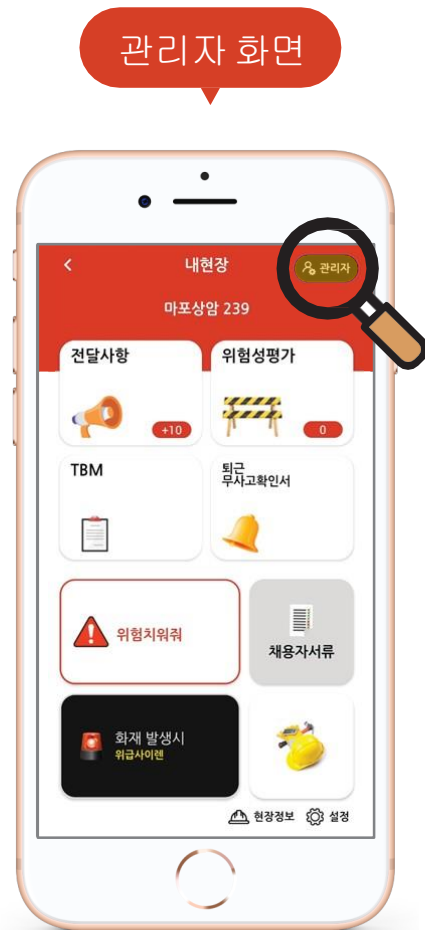 관리자 화면
내현장
관리자
마포상암 239
전달사항
위험성평가
+10
0
TBM
퇴근
무사고확인서
위험치워줘
채용자서류
화재 발생시
위급사이렌
현장정보
설정